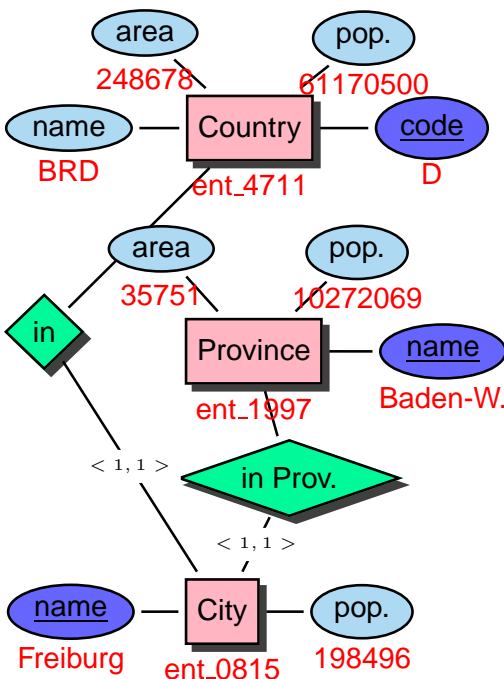 area
pop.
248678
61170500
name
Country
code
BRD
ent_4711
D
area
pop.
35751
10272069
in
Province
name
ent_1997
Baden-W.
< 1, 1 >
in Prov.
< 1, 1 >
name
City
pop.
Freiburg
ent_0815
198496